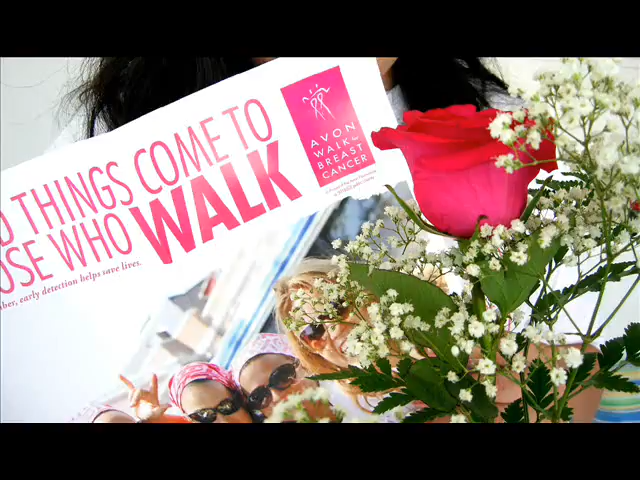 D THINGS COME TO
OSE WHO WALK
ber, early detection helps save lives.
AVON
WALK for
BREAST
CANCER